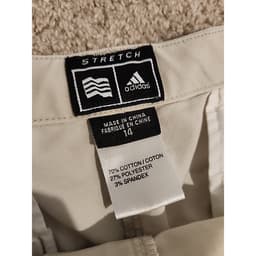 STRETCH
adidas
MADE IN CHINA
FABRIQUÉ EN CHINE
14
70% COTTON/COTON
27% POLYESTER
3% SPANDEX